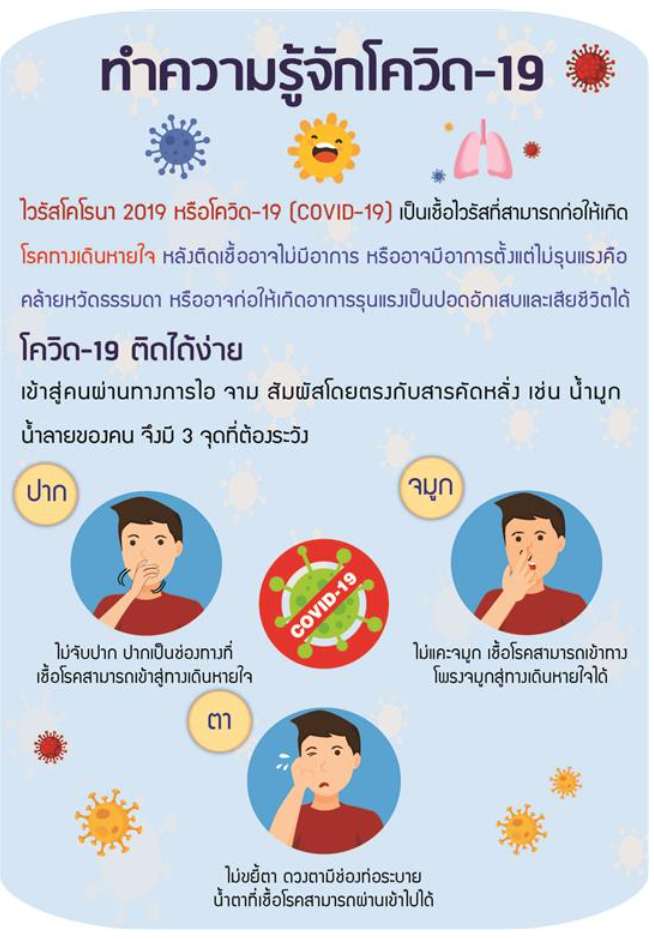 ทำความรู้จักโควิด-19
ไวรัสโคโรนา 2019 หรือโควิด-19 (COVID-19) เป็นเชื้อไวรัสที่สามารถก่อให้เกิด
โรคทางเดินหายใจ หลังติดเชื้ออาจไม่มีอาการ หรืออาจมีอาการตั้งแต่ไม่รุนแรงคือ
คล้ายหวัดธรรมดา หรืออาจก่อให้เกิดอาการรุนแรงเป็นปอดอักเสบและเสียชีวิตได้
โควิด-19 ติดได้ง่าย
เข้าสู่คนผ่านทางการไอ จาม สัมผัสโดยตรงกับสารคัดหลั่ง เช่น น้ำมูก
น้ำลายของคน จึงมี 3 จุดที่ต้องระวัง
ปาก
ไม่จับปาก ปากเป็นช่องทางที่
เชื้อโรคสามารถเข้าสู่ทางเดินหายใจ
COVID-19
จมูก
ไม่แคะจมูก เชื้อโรคสามารถเข้าทาง
โพรงจมูกสู่ทางเดินหายใจได้
ตา
ไม่ขยี้ตา ดวงตามีช่องท่อระบาย
น้ำตาที่เชื้อโรคสามารถผ่านเข้าไปได้